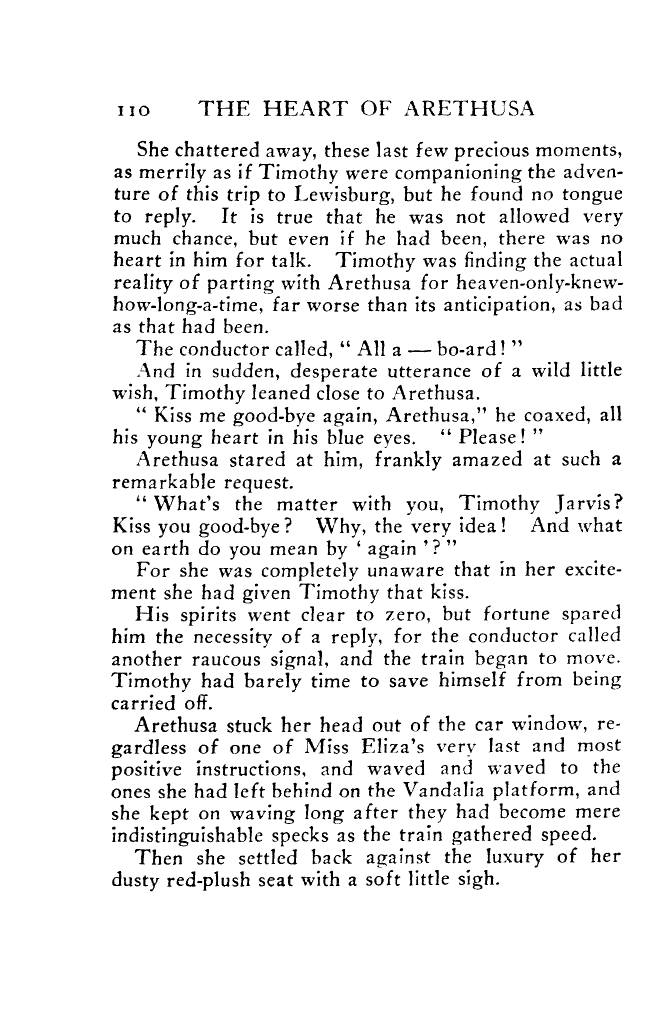 110 THE HEART OF ARETHUSA
She chattered away, these last few precious moments,
as merrily as if Timothy were companioning the adven-
ture of this trip to Lewisburg, but he found no tongue
to reply. It is true that he was not allowed very
much chance, but even if he had been, there was no
heart in him for talk. Timothy was finding the actual
reality of parting with Arethusa for heaven-only-knew-
how-long-a-time, far worse than its anticipation, as bad
as that had been.
The conductor called, “ All a — bo-ard! ”
And in sudden, desperate utterance of a wild little
wish, Timothy leaned close to Arethusa.
“ Kiss me good-bye again, Arethusa,” he coaxed, all
his young heart in his blue eyes. “ Please! ”
Arethusa stared at him, frankly amazed at such a
remarkable request.
“ What's the matter with you, Timothy Jarvis?
Kiss you good-bye? Why, the very idea! And what
on earth do you mean by ‘ again ’? ”
For she was completely unaware that in her excite-
ment she had given Timothy that kiss.
His spirits went clear to zero, but fortune spared
him the necessity of a reply, for the conductor called
another raucous signal, and the train began to move.
Timothy had barely time to save himself from being
carried off.
Arethusa stuck her head out of the car window, re-
gardless of one of Miss Eliza's very last and most
positive instructions, and waved and waved to the
ones she had left behind on the Vandalia platform, and
she kept on waving long after they had become mere
indistinguishable specks as the train gathered speed.
Then she settled back against the luxury of her
dusty red-plush seat with a soft little sigh.